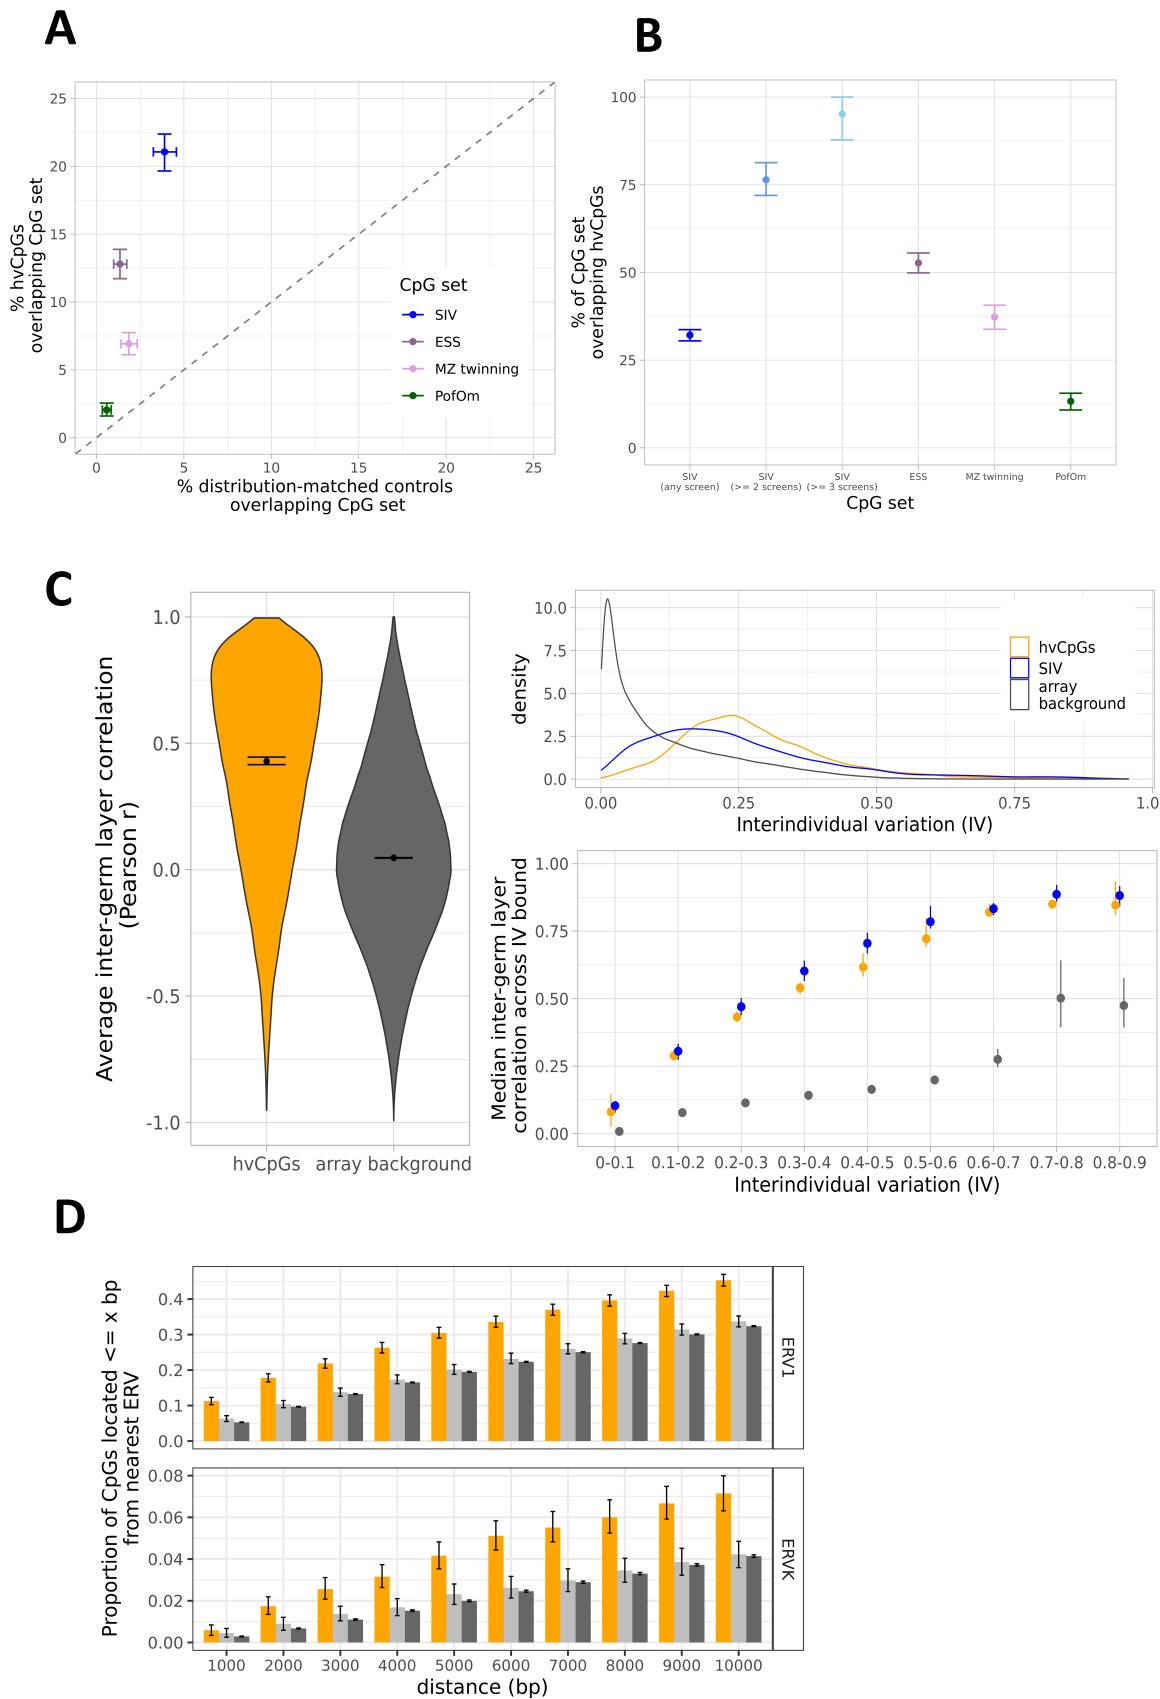 A
25
20
15
10
5
0
% hvCpGs
overlapping CpG set
CpG set
SIV
ESS
MZ twinning
PofOm
0 5 10 15 20 25
% distribution-matched controls
overlapping CpG set
B
100
75
50
25
0
% of CpG set
overlapping hvCpGs
SIV (any screen)
SIV (>= 2 screens)
SIV (>= 3 screens)
ESS
MZ twinning
PofOm
CpG set
C
1.0
0.5
0.0
-0.5
-1.0
Average inter-germ layer correlation
(Pearson r)
hvCpGs array background
10.0
7.5
5.0
2.5
0.0
density
hvCpGs
SIV
array
background
0.00 0.25 0.50 0.75 1.0
Interindividual variation (IV)
1.00
0.75
0.50
0.25
0.00
Median inter-germ layer
correlation across IV bound
0-0.1 0.1-0.2 0.2-0.3 0.3-0.4 0.4-0.5 0.5-0.6 0.6-0.7 0.7-0.8 0.8-0.9
Interindividual variation (IV)
D
Proportion of CpGs located <= x bp
from nearest ERV
0.4
0.3
0.2
0.1
0.0
ERV1
0.08
0.06
0.04
0.02
0.00
ERVK
1000 2000 3000 4000 5000 6000 7000 8000 9000 10000
distance (bp)